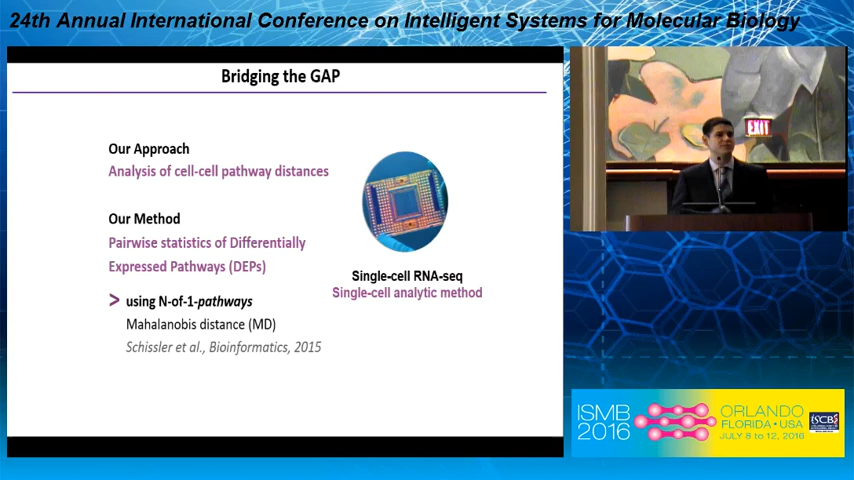 24th Annual International Conference on Intelligent Systems for Molecular Biology
Bridging the GAP
Our Approach
Analysis of cell-cell pathway distances
Our Method
Pairwise statistics of Differentially
Expressed Pathways (DEPs)
> using N-of-1-pathways
Mahalanobis distance (MD)
Schissler et al., Bioinformatics, 2015
Single-cell RNA-seq
Single-cell analytic method
EXIT
ISMB
2016
ORLANDO
FLORIDA • USA
JULY 8 to 12, 2016
ISCB